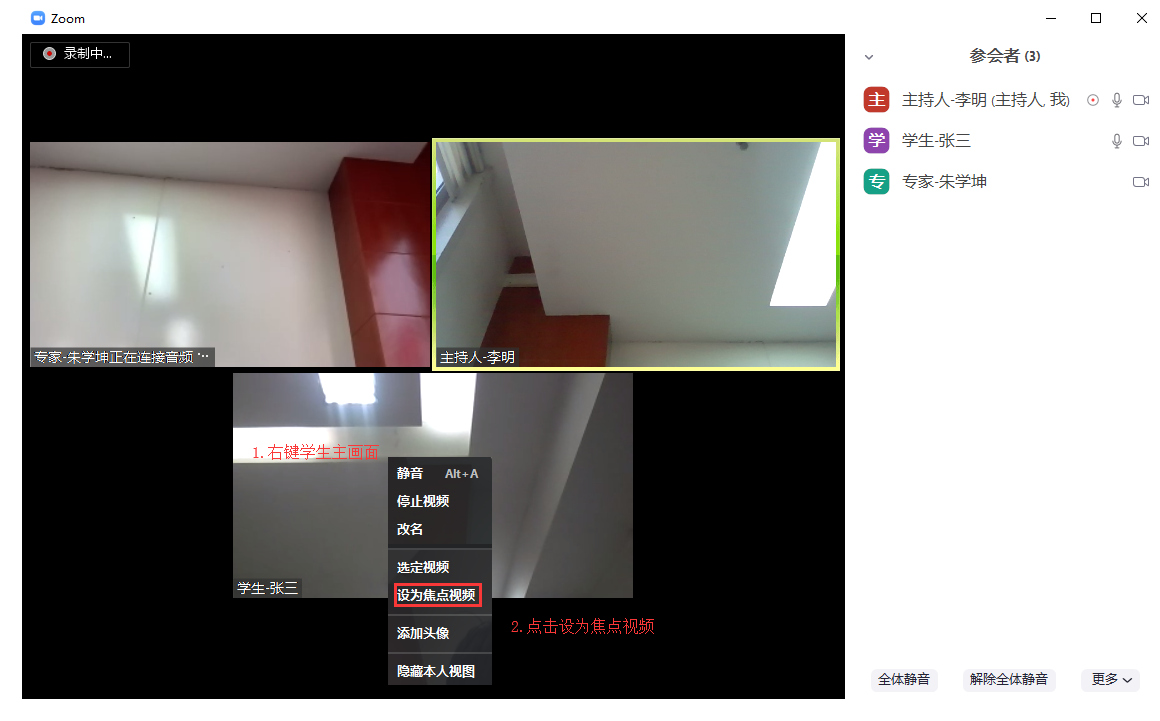 Zoom
录制中...
参会者 (3)
主 主持人-李明 (主持人, 我)
学 学生-张三
专 专家-朱学坤
专家-朱学坤正在连接音频 ···
主持人-李明
1. 右键学生主画面
静音 Alt+A
停止视频
改名
选定视频
学生-张三
设为焦点视频
2. 点击设为焦点视频
添加头像
隐藏本人视图
全体静音 解除全体静音 更多